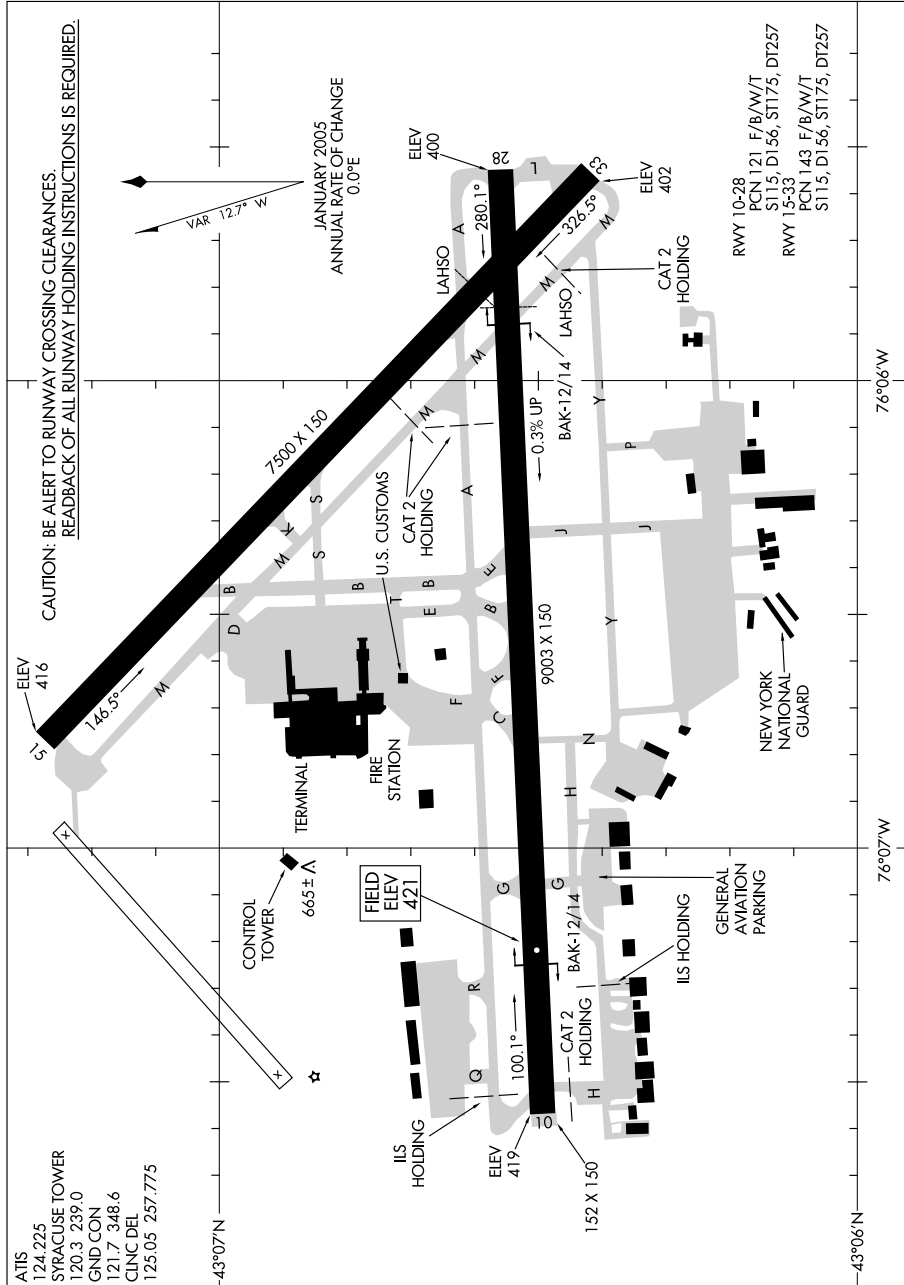 CAUTION: BE ALERT TO RUNWAY CROSSING CLEARANCES.
READBACK OF ALL RUNWAY HOLDING INSTRUCTIONS IS REQUIRED.
ATIS
124.225
SYRACUSE TOWER
120.3 239.0
GND CON
121.7 348.6
CLNC DEL
125.05 257.775
VAR 12.7° W
JANUARY 2005
ANNUAL RATE OF CHANGE
0.0°E
ELEV
416
15
146.5°
M
7500 X 150
D
B
M
K
S
S
B
T
E
B
U.S. CUSTOMS
CAT 2
HOLDING
M
M
LAHSO
A
280.1°
ELEV
400
28
L
33
ELEV
402
326.5°
M
M
CAT 2
HOLDING
LAHSO
BAK-12/14
0.3% UP
A
E
B
F
F
C
TERMINAL
FIRE
STATION
CONTROL
TOWER
665±
x
x
FIELD
ELEV
421
R
Q
G
G
100.1°
ILS
HOLDING
ELEV
419
10
152 X 150
CAT 2
HOLDING
BAK-12/14
H
H
N
9003 X 150
J
J
Y
Y
P
ILS HOLDING
GENERAL
AVIATION
PARKING
NEW YORK
NATIONAL
GUARD
RWY 10-28
PCN 121 F/B/W/T
S115, D156, ST175, DT257
RWY 15-33
PCN 143 F/B/W/T
S115, D156, ST175, DT257
43°07'N
43°06'N
76°07'W
76°06'W